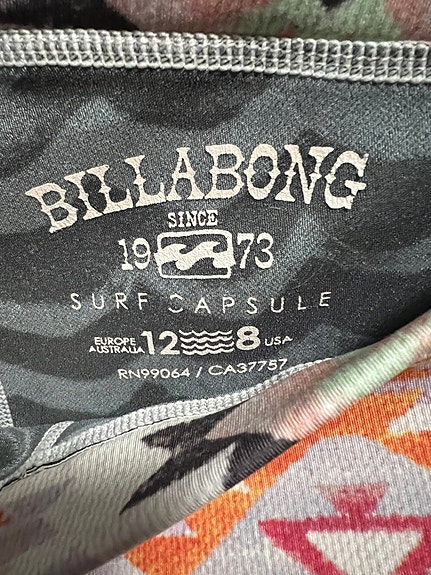 BILLABONG
SINCE
19 73
SURF CAPSULE
EUROPE AUSTRALIA 12 8 USA
RN99064 / CA37757